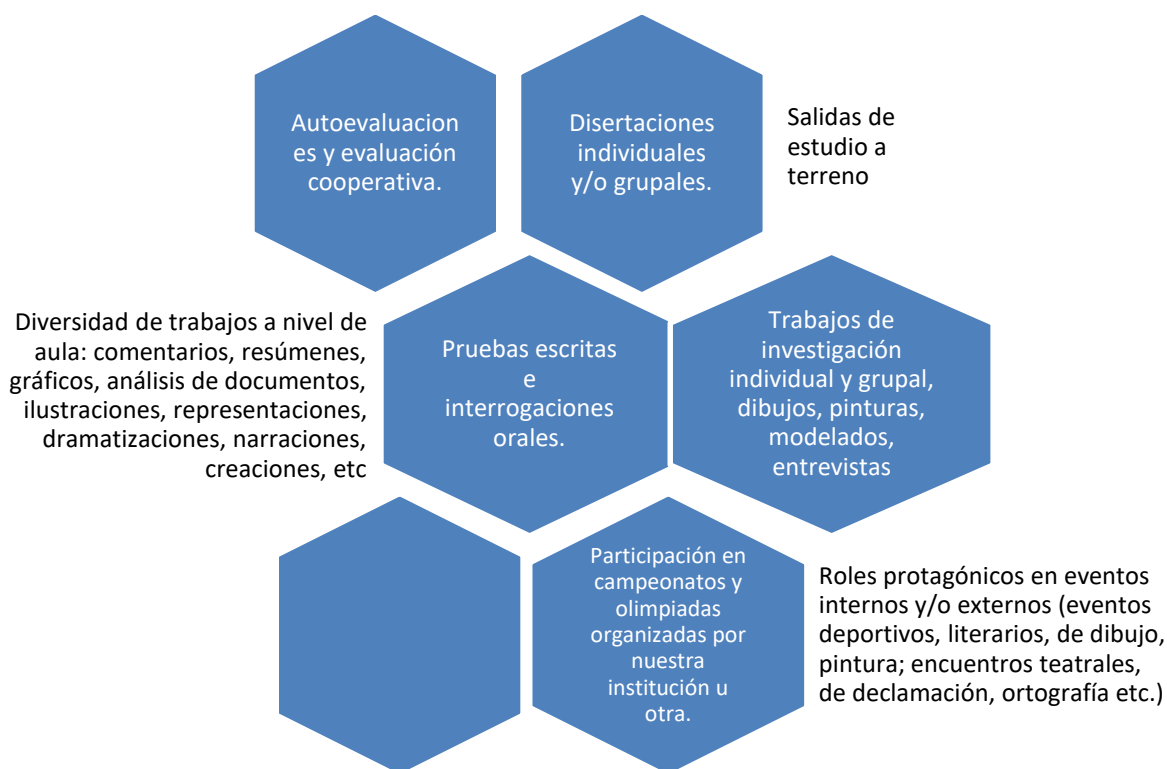 Autoevaluacion
es y evaluación
cooperativa.
Disertaciones
individuales
y/o grupales.
Salidas de
estudio a
terreno
Diversidad de trabajos a nivel de
aula: comentarios, resúmenes,
gráficos, análisis de documentos,
ilustraciones, representaciones,
dramatizaciones, narraciones,
creaciones, etc
Pruebas escritas
e
interrogaciones
orales.
Trabajos de
investigación
individual y grupal,
dibujos, pinturas,
modelados,
entrevistas
Participación en
campeonatos y
olimpiadas
organizadas por
nuestra
institución u
otra.
Roles protagónicos en eventos
internos y/o externos (eventos
deportivos, literarios, de dibujo,
pintura; encuentros teatrales,
de declamación, ortografía etc.)